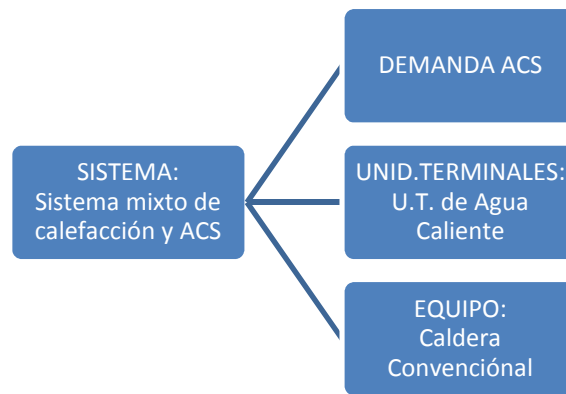 SISTEMA:
Sistema mixto de
calefacción y ACS
DEMANDA ACS
UNID.TERMINALES:
U.T. de Agua
Caliente
EQUIPO:
Caldera
Convenciónal